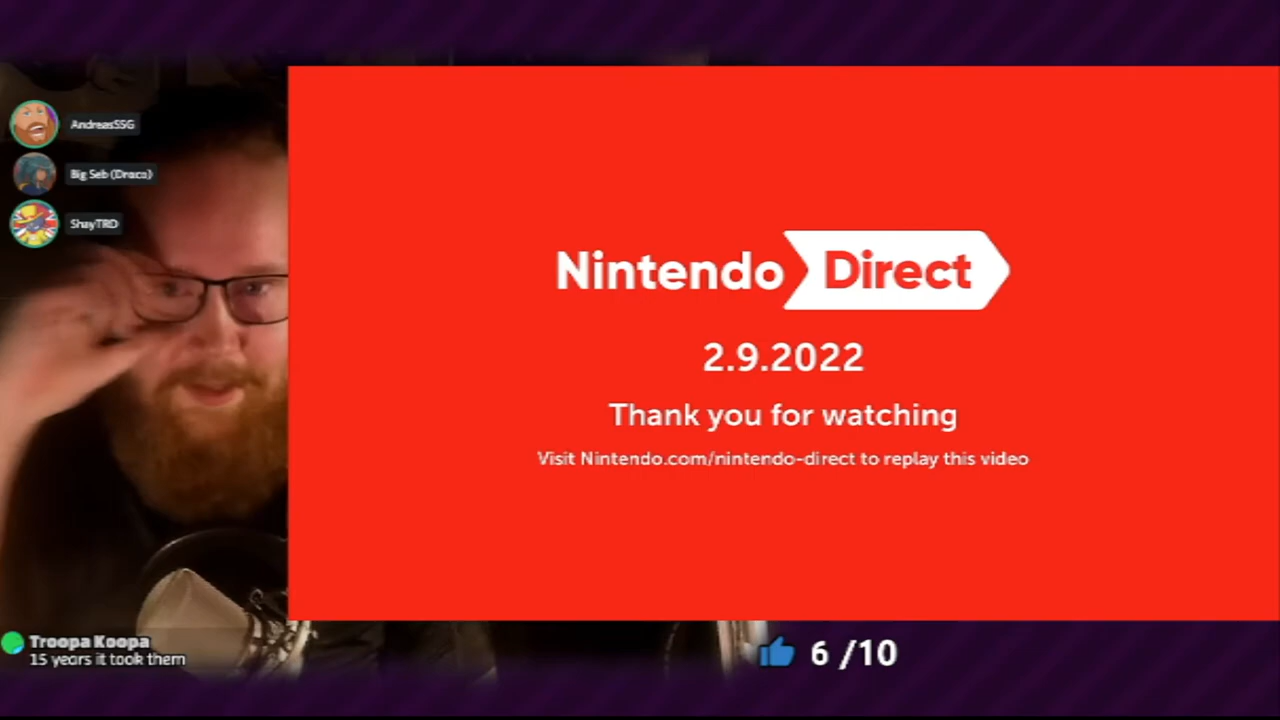 AndreasSSG
Big Seb (Draco)
ShayTRD
Nintendo Direct
2.9.2022
Thank you for watching
Visit Nintendo.com/nintendo-direct to replay this video
Troopa Koopa
15 years it took them
6 /10